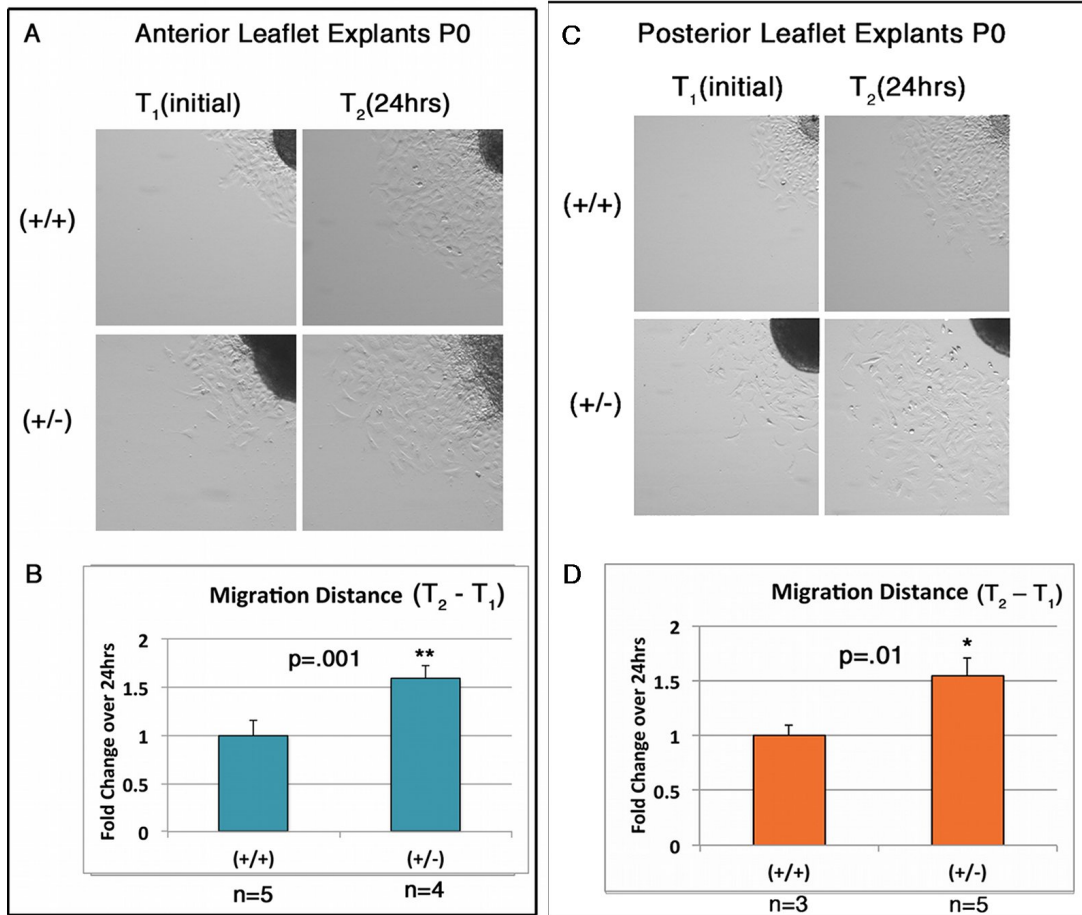 A
Anterior Leaflet Explants P0
T1(initial)
T2(24hrs)
(+/+)
(+/-)
B
Migration Distance (T2 - T1)
Fold Change over 24hrs
2
1.5
1
0.5
0
p=.001
**
(+/+)
(+/-)
n=5
n=4
C
Posterior Leaflet Explants P0
T1(initial)
T2(24hrs)
(+/+)
(+/-)
D
Migration Distance (T2 – T1)
Fold Change over 24hrs
2
1.5
1
0.5
0
p=.01
*
(+/+)
(+/-)
n=3
n=5